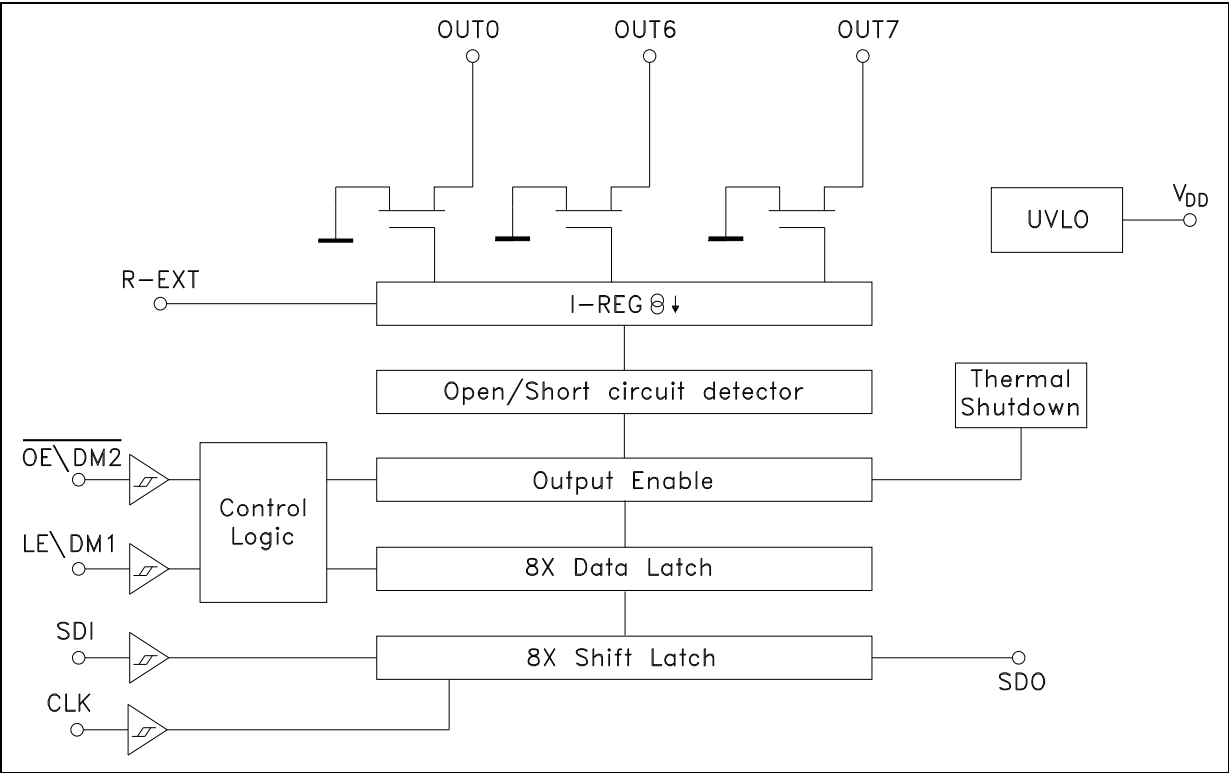 OUT0 OUT6 OUT7
UVLO
VDD
R-EXT
I-REG
Open/Short circuit detector
Thermal
Shutdown
OE\DM2
Output Enable
Control
Logic
LE\DM1
8X Data Latch
SDI
8X Shift Latch
SDO
CLK